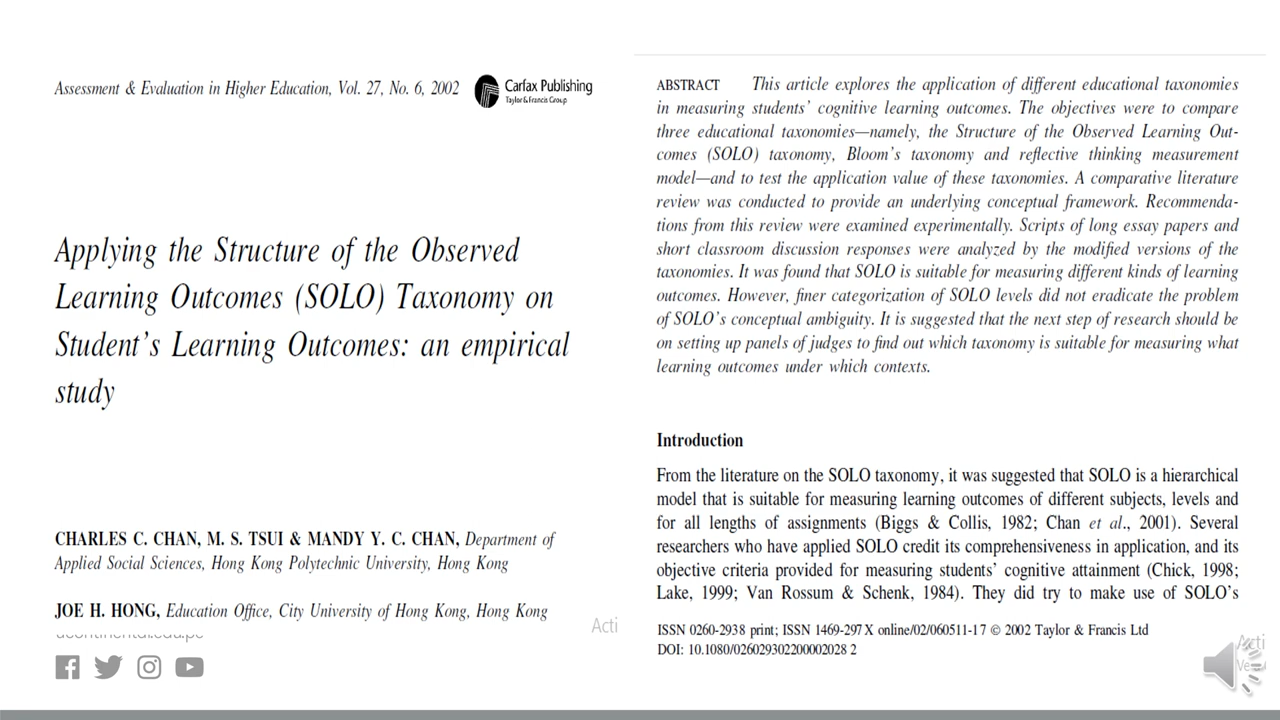 Assessment & Evaluation in Higher Education, Vol. 27, No. 6, 2002
Carfax Publishing
Taylor & Francis Group
Applying the Structure of the Observed
Learning Outcomes (SOLO) Taxonomy on
Student's Learning Outcomes: an empirical
study
CHARLES C. CHAN, M. S. TSUI & MANDY Y. C. CHAN, Department of
Applied Social Sciences, Hong Kong Polytechnic University, Hong Kong
JOE H. HONG, Education Office, City University of Hong Kong, Hong Kong
Acti
ABSTRACT This article explores the application of different educational taxonomies
in measuring students' cognitive learning outcomes. The objectives were to compare
three educational taxonomies—namely, the Structure of the Observed Learning Out-
comes (SOLO) taxonomy, Bloom's taxonomy and reflective thinking measurement
model—and to test the application value of these taxonomies. A comparative literature
review was conducted to provide an underlying conceptual framework. Recommenda-
tions from this review were examined experimentally. Scripts of long essay papers and
short classroom discussion responses were analyzed by the modified versions of the
taxonomies. It was found that SOLO is suitable for measuring different kinds of learning
outcomes. However, finer categorization of SOLO levels did not eradicate the problem
of SOLO's conceptual ambiguity. It is suggested that the next step of research should be
on setting up panels of judges to find out which taxonomy is suitable for measuring what
learning outcomes under which contexts.
Introduction
From the literature on the SOLO taxonomy, it was suggested that SOLO is a hierarchical
model that is suitable for measuring learning outcomes of different subjects, levels and
for all lengths of assignments (Biggs & Collis, 1982; Chan et al., 2001). Several
researchers who have applied SOLO credit its comprehensiveness in application, and its
objective criteria provided for measuring students' cognitive attainment (Chick, 1998;
Lake, 1999; Van Rossum & Schenk, 1984). They did try to make use of SOLO's
ISSN 0260-2938 print; ISSN 1469-297X online/02/060511-17 © 2002 Taylor & Francis Ltd
DOI: 10.1080/026029302200002028 2